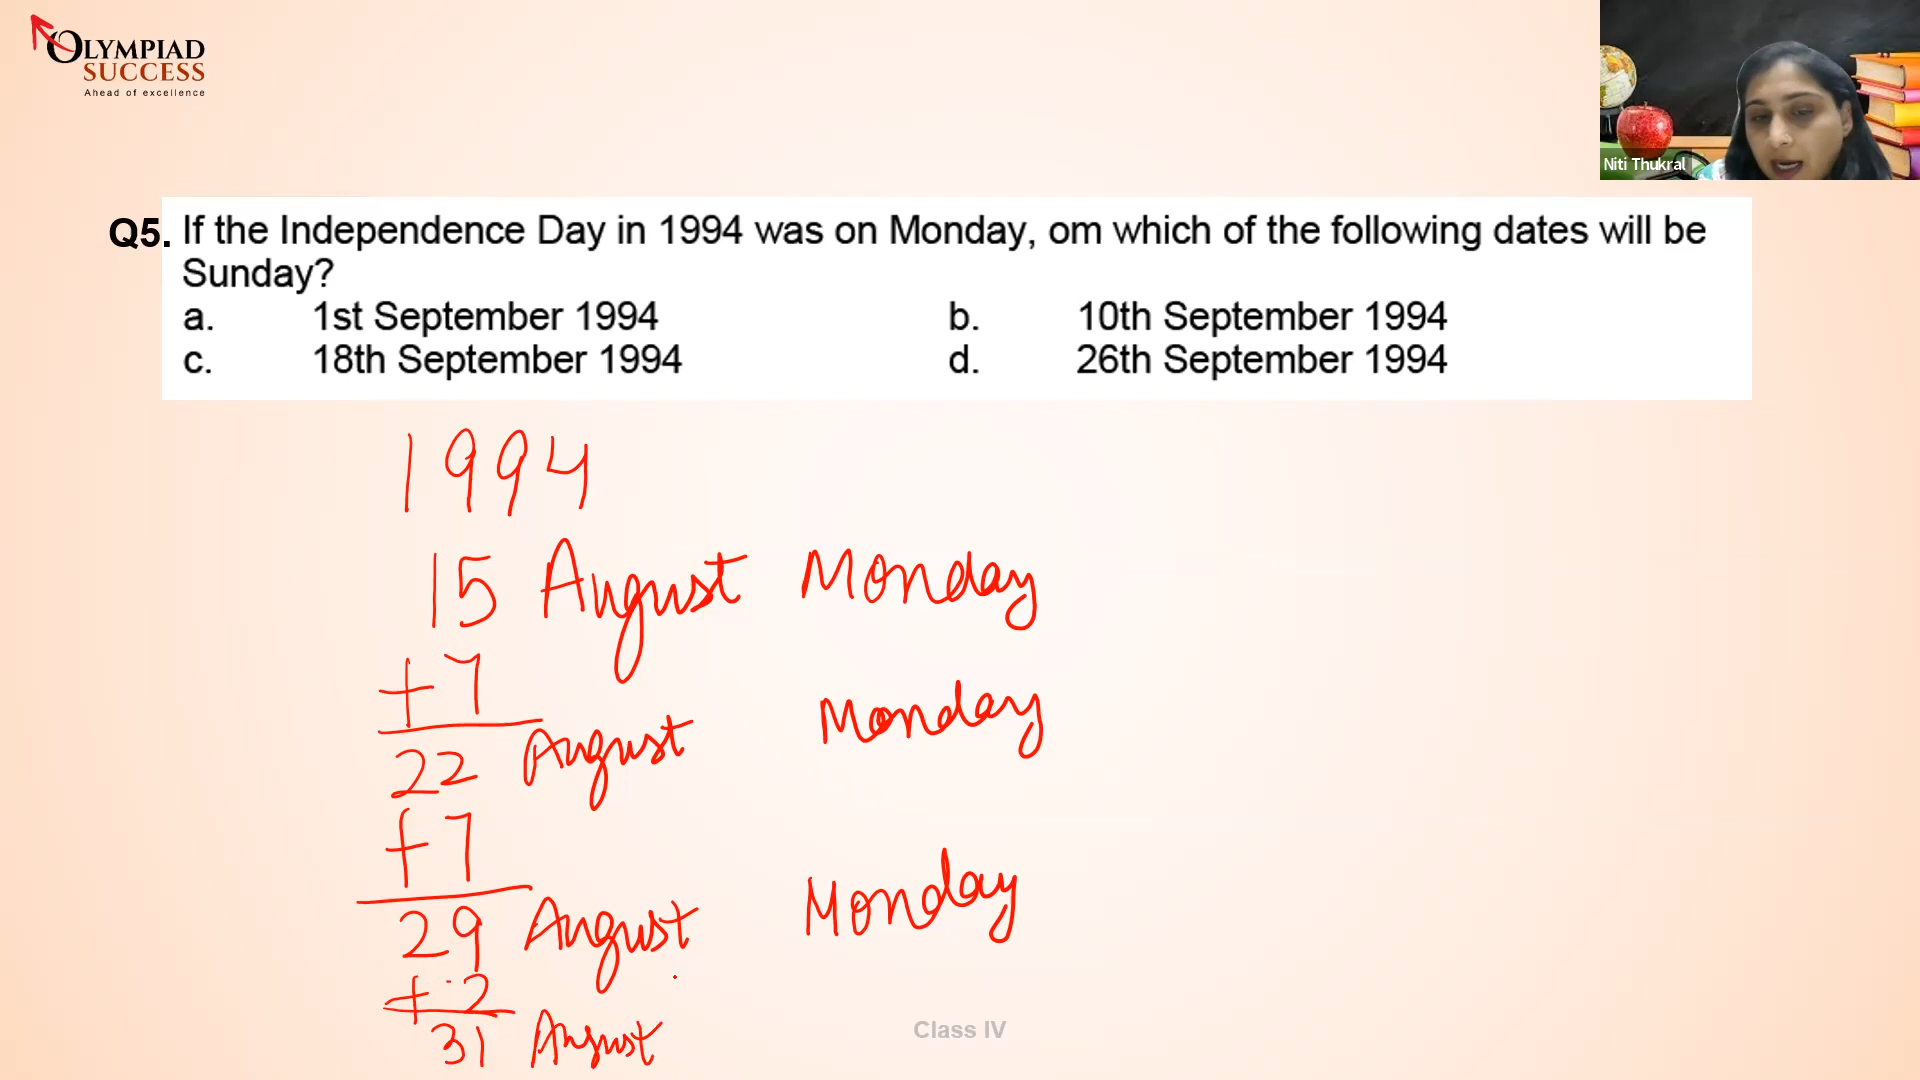 OLYMPIAD
SUCCESS
Ahead of excellence
Niti Thukral
Q5. If the Independence Day in 1994 was on Monday, om which of the following dates will be
Sunday?
a. 1st September 1994 b. 10th September 1994
c. 18th September 1994 d. 26th September 1994
1994
15 August Monday
+7
22 August Monday
+7
29 August Monday
+2
31 August
Class IV